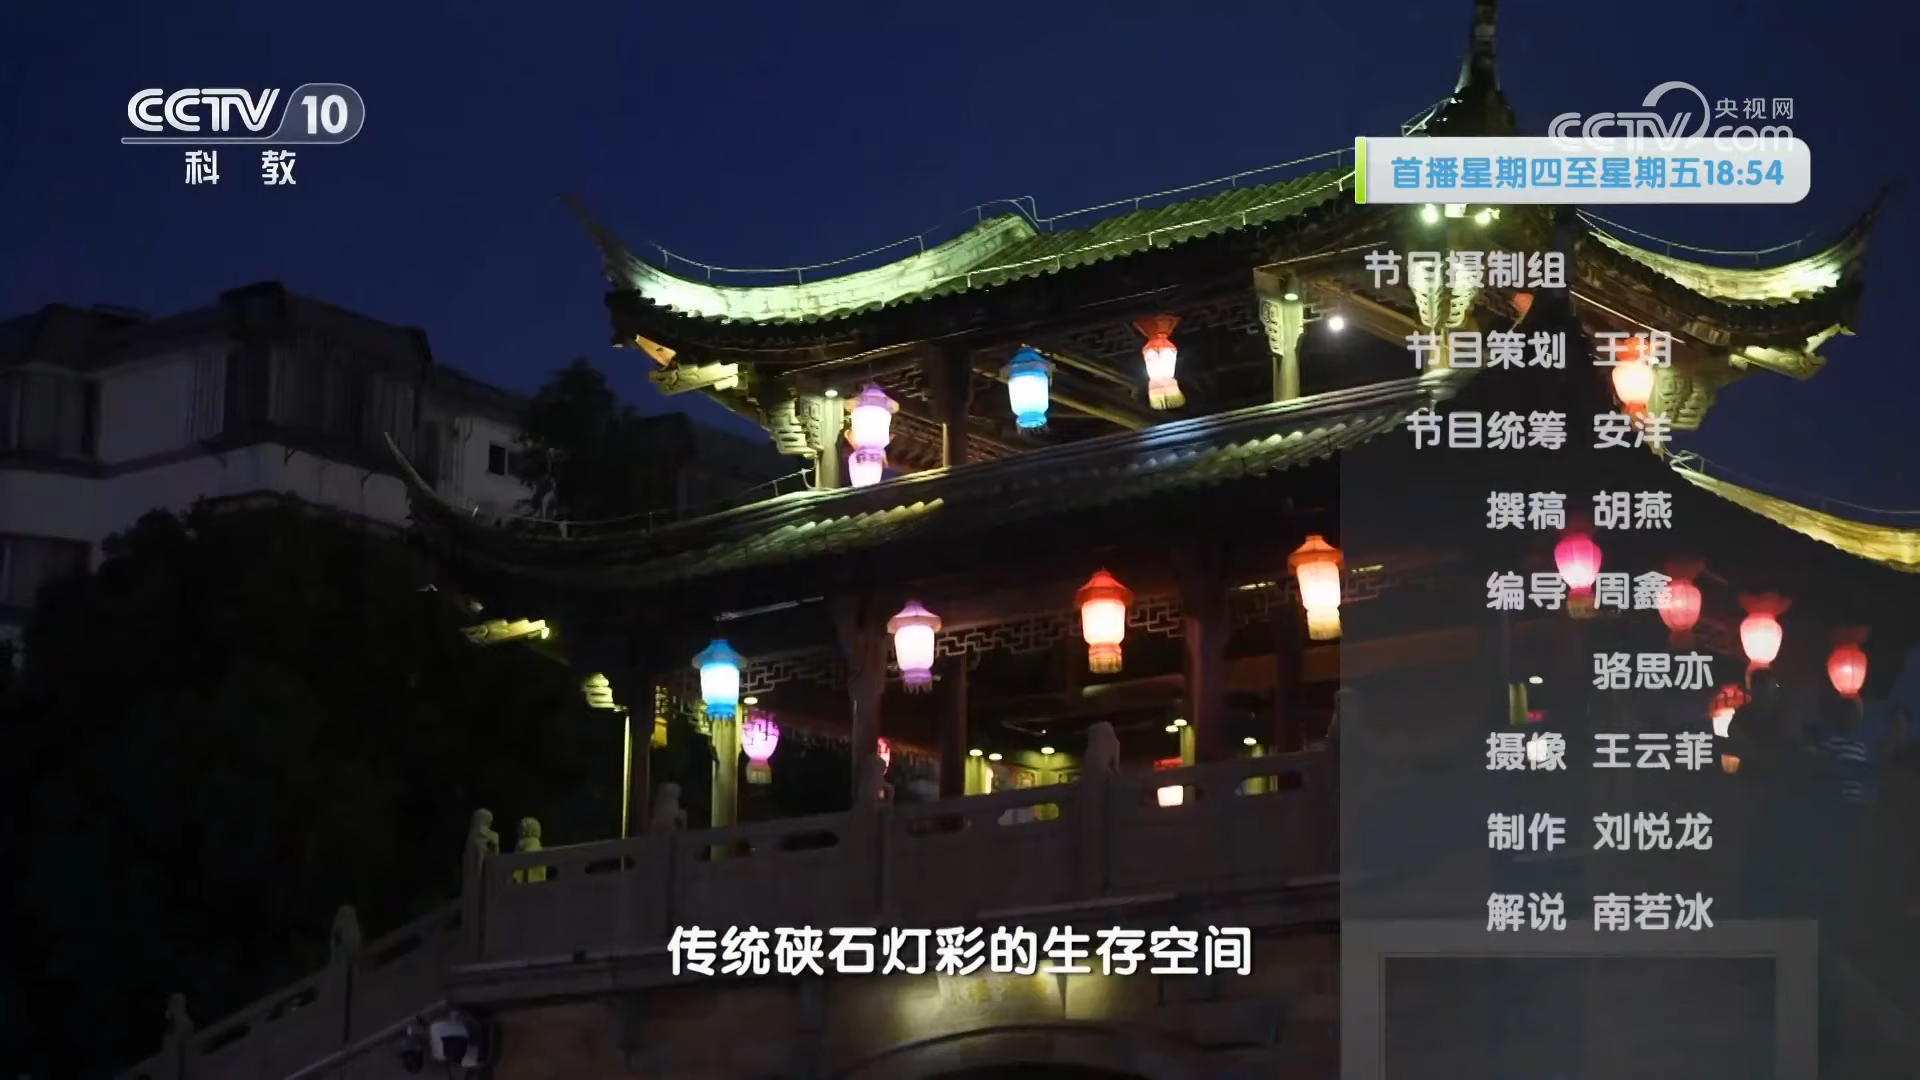 CCTV 10
科 教
央视网
CCTV com
首播星期四至星期五18:54
节目摄制组
节目策划 王玥
节目统筹 安洋
撰稿 胡燕
编导 周鑫
骆思亦
摄像 王云菲
制作 刘悦龙
解说 南若冰
传统硖石灯彩的生存空间